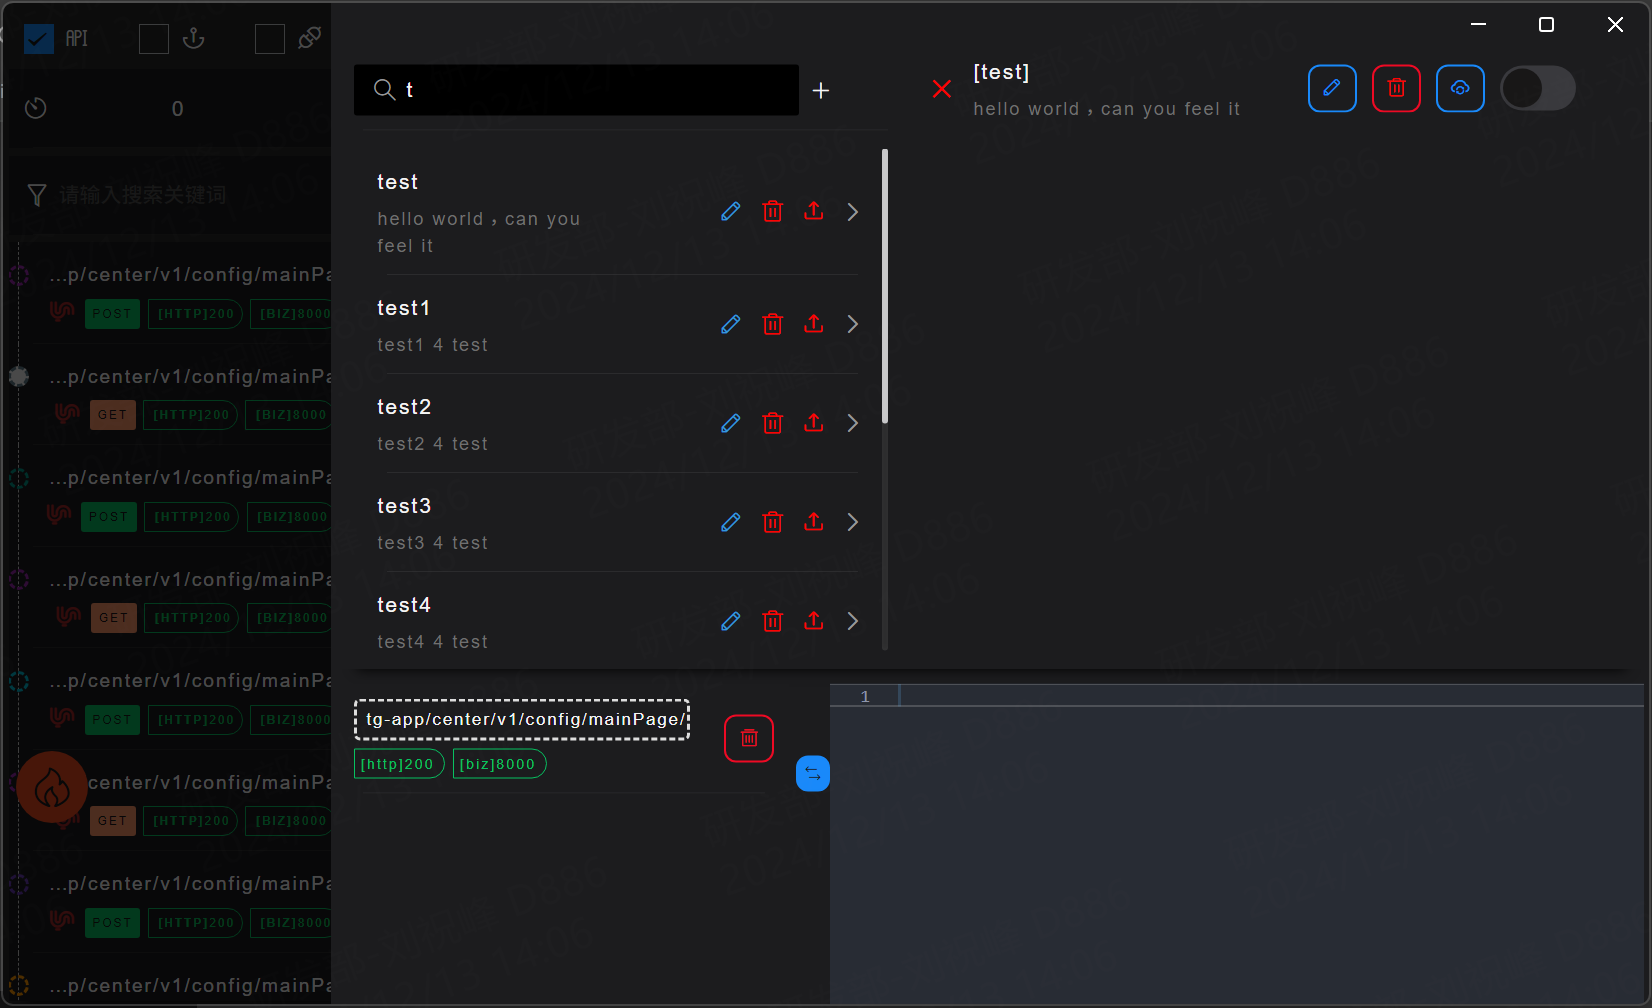 API
0
请输入搜索关键词
...p/center/v1/config/mainPa
POST [HTTP]200 [BIZ]8000
...p/center/v1/config/mainPa
GET [HTTP]200 [BIZ]8000
...p/center/v1/config/mainPa
POST [HTTP]200 [BIZ]8000
...p/center/v1/config/mainPa
GET [HTTP]200 [BIZ]8000
...p/center/v1/config/mainPa
POST [HTTP]200 [BIZ]8000
center/v1/config/mainPa
GET [HTTP]200 [BIZ]8000
...p/center/v1/config/mainPa
POST [HTTP]200 [BIZ]8000
...p/center/v1/config/mainPa
t
test
hello world，can you
feel it
test1
test1 4 test
test2
test2 4 test
test3
test3 4 test
test4
test4 4 test
[test]
hello world，can you feel it
tg-app/center/v1/config/mainPage/
[http]200 [biz]8000
1